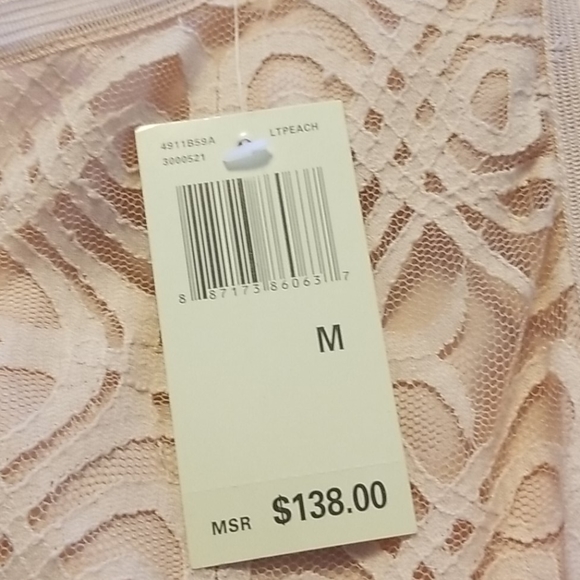 4911B59A LTPEACH
3000521
8 87173 86063 7
M
MSR $138.00